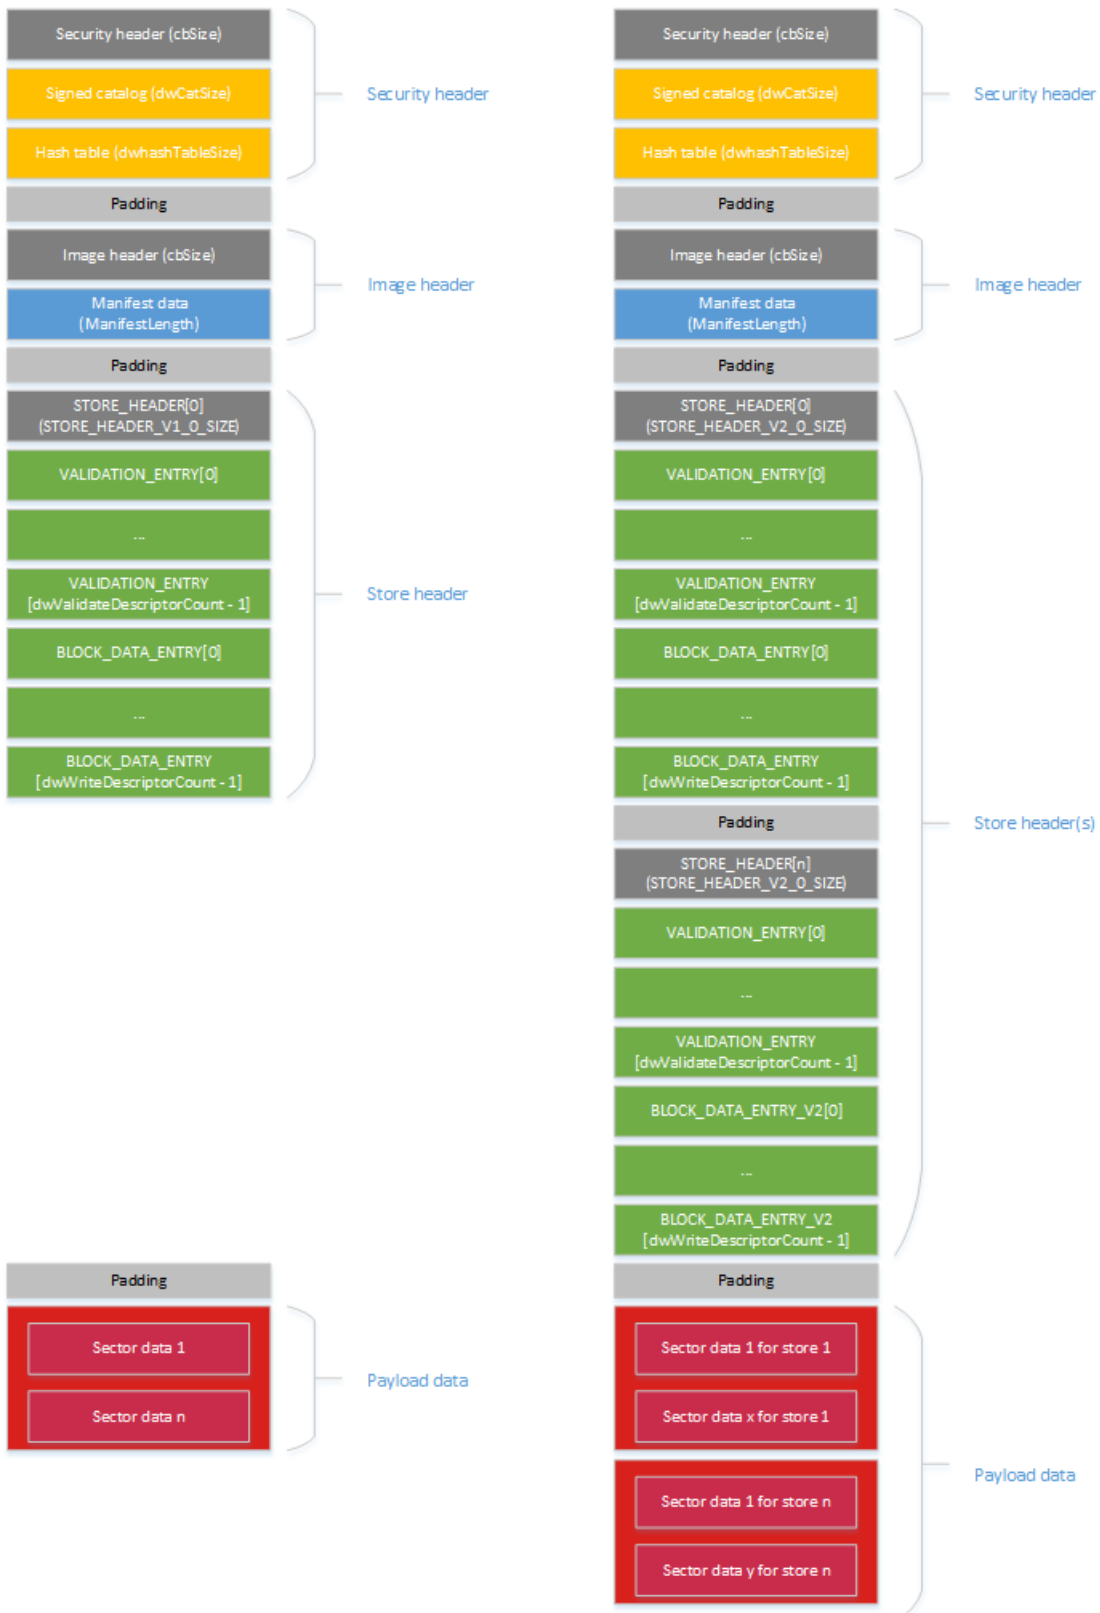 Security header (cbSize)
Signed catalog (dwCatSize)
Hash table (dwhashTableSize)
Security header
Padding
Image header (cbSize)
Manifest data
(ManifestLength)
Image header
Padding
STORE_HEADER[0]
(STORE_HEADER_V1_0_SIZE)
VALIDATION_ENTRY[0]
...
VALIDATION_ENTRY
[dwValidateDescriptorCount - 1]
BLOCK_DATA_ENTRY[0]
...
BLOCK_DATA_ENTRY
[dwWriteDescriptorCount - 1]
Store header
Padding
Sector data 1
Sector data n
Payload data
Security header (cbSize)
Signed catalog (dwCatSize)
Hash table (dwhashTableSize)
Security header
Padding
Image header (cbSize)
Manifest data
(ManifestLength)
Image header
Padding
STORE_HEADER[0]
(STORE_HEADER_V2_0_SIZE)
VALIDATION_ENTRY[0]
...
VALIDATION_ENTRY
[dwValidateDescriptorCount - 1]
BLOCK_DATA_ENTRY[0]
...
BLOCK_DATA_ENTRY
[dwWriteDescriptorCount - 1]
Padding
STORE_HEADER[n]
(STORE_HEADER_V2_0_SIZE)
VALIDATION_ENTRY[0]
...
VALIDATION_ENTRY
[dwValidateDescriptorCount - 1]
BLOCK_DATA_ENTRY_V2[0]
...
BLOCK_DATA_ENTRY_V2
[dwWriteDescriptorCount - 1]
Store header(s)
Padding
Sector data 1 for store 1
Sector data x for store 1
Sector data 1 for store n
Sector data y for store n
Payload data